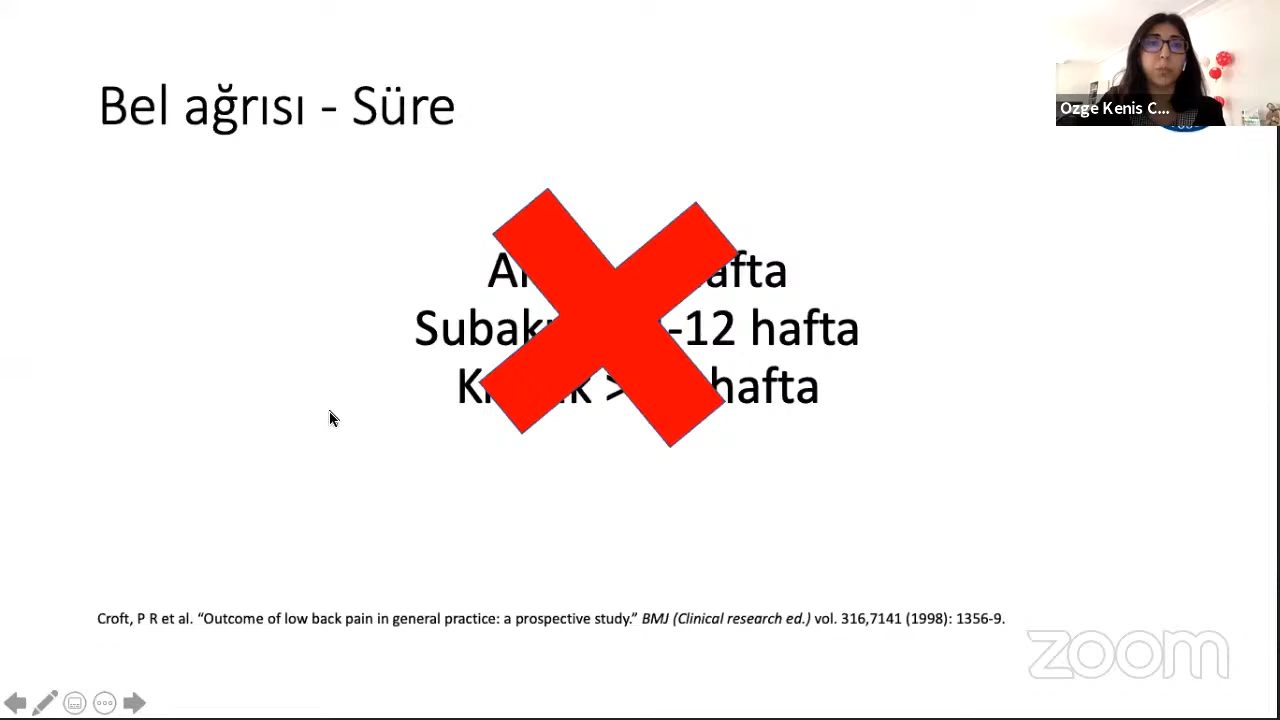 Bel ağrısı - Süre
Ozge Kenis C...
hafta
-12 hafta
hafta
Croft, P R et al. “Outcome of low back pain in general practice: a prospective study.” BMJ (Clinical research ed.) vol. 316,7141 (1998): 1356-9.
zoom